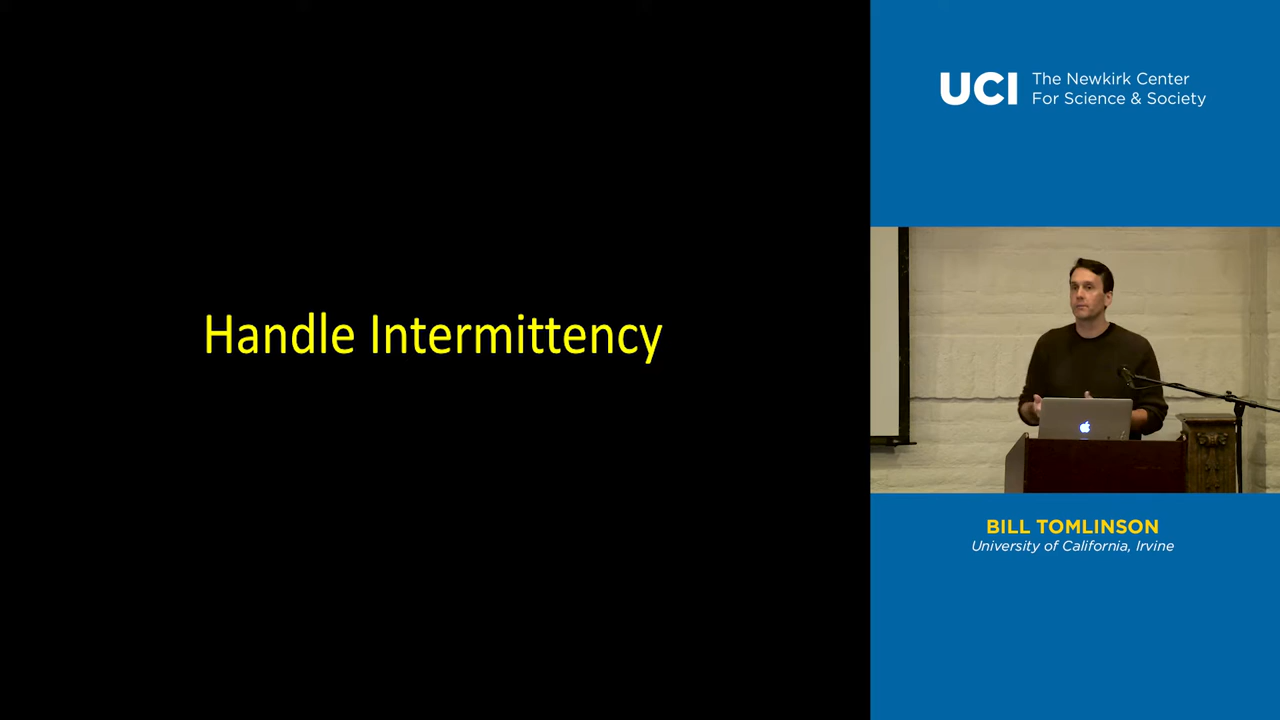 Handle Intermittency
UCI
The Newkirk Center
For Science & Society
BILL TOMLINSON
University of California, Irvine